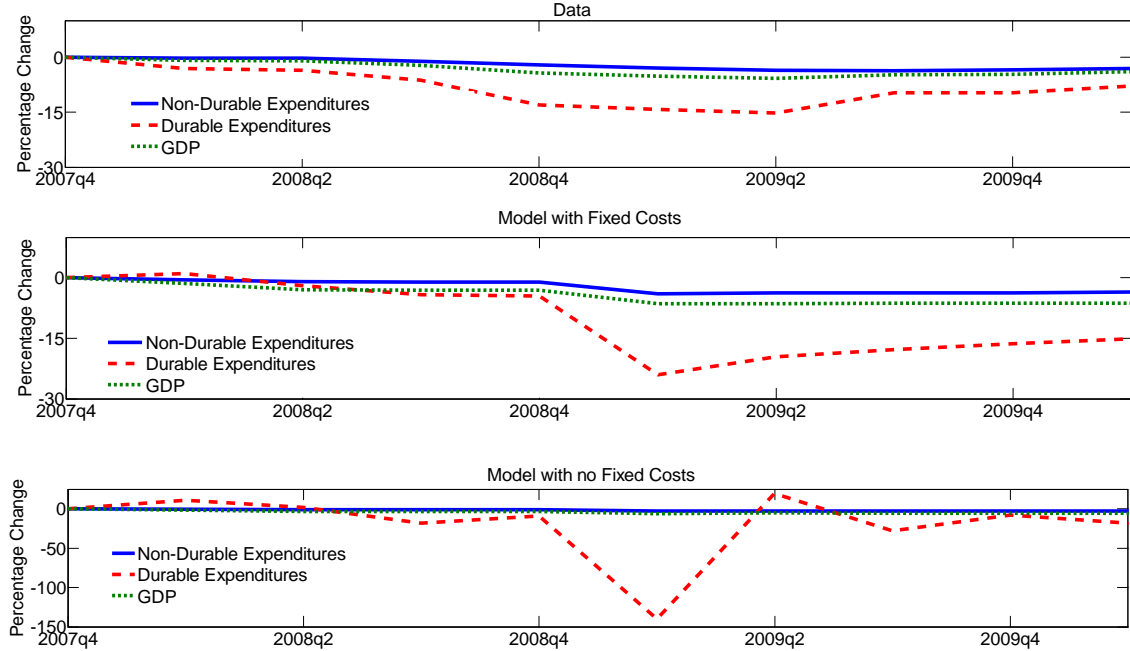 Data
Percentage Change
0
-15
-30
Non-Durable Expenditures
Durable Expenditures
GDP
2007q4 2008q2 2008q4 2009q2 2009q4
Model with Fixed Costs
Percentage Change
0
-15
-30
Non-Durable Expenditures
Durable Expenditures
GDP
2007q4 2008q2 2008q4 2009q2 2009q4
Model with no Fixed Costs
Percentage Change
0
-50
-100
-150
Non-Durable Expenditures
Durable Expenditures
GDP
2007q4 2008q2 2008q4 2009q2 2009q4